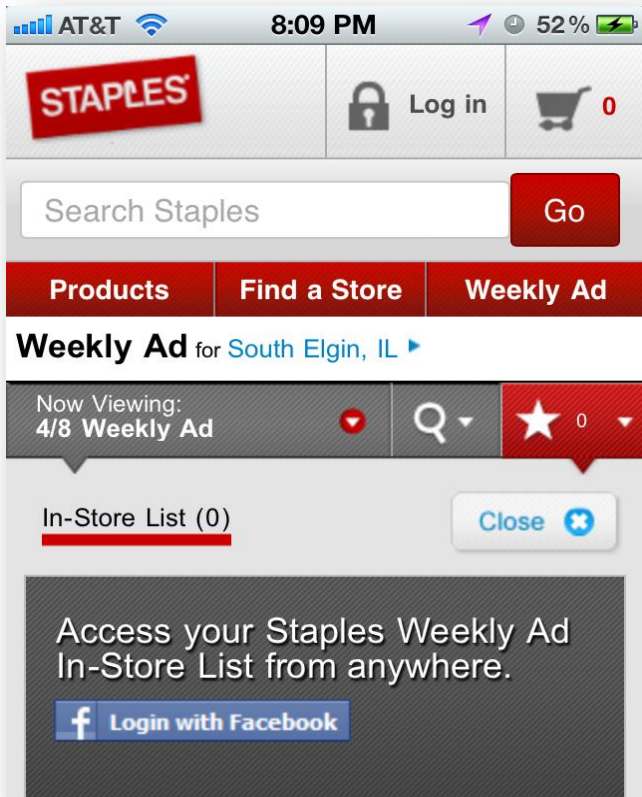 AT&T 8:09 PM 52%
STAPLES Log in 0
Search Staples Go
Products Find a Store Weekly Ad
Weekly Ad for South Elgin, IL
Now Viewing:
4/8 Weekly Ad 0
In-Store List (0) Close
Access your Staples Weekly Ad
In-Store List from anywhere.
f Login with Facebook